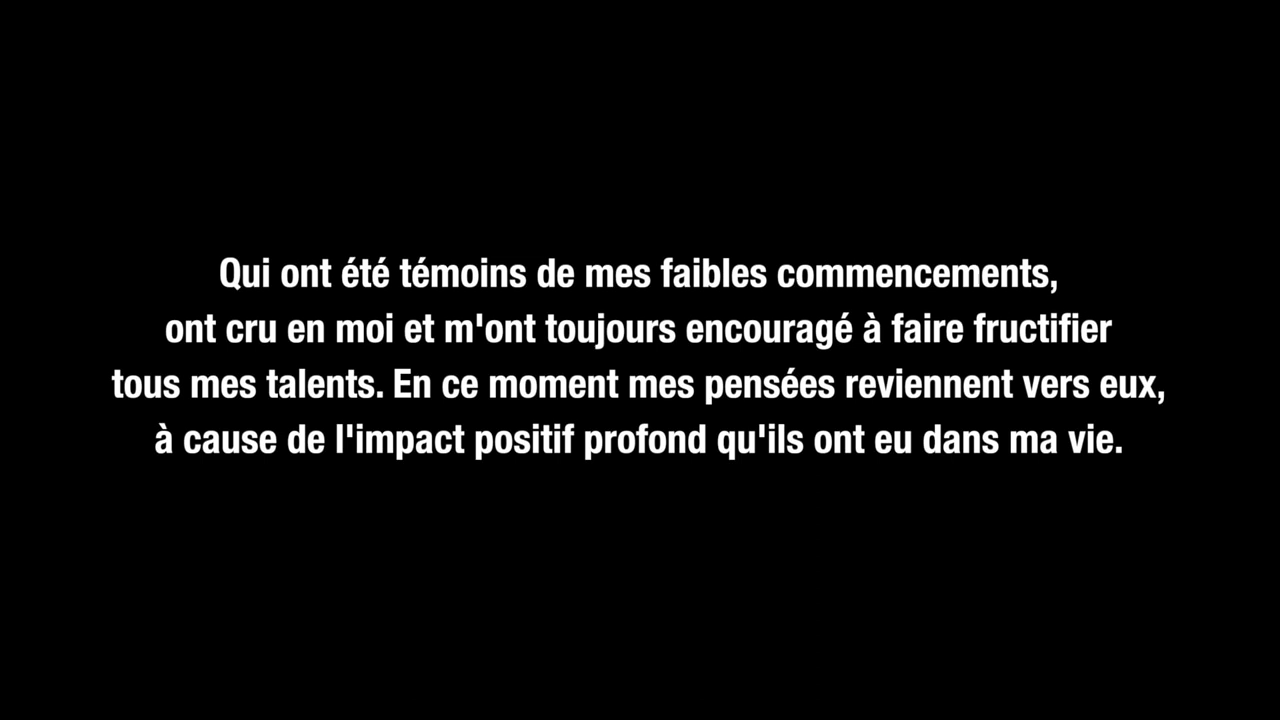 Qui ont été témoins de mes faibles commencements,
ont cru en moi et m'ont toujours encouragé à faire fructifier
tous mes talents. En ce moment mes pensées reviennent vers eux,
à cause de l'impact positif profond qu'ils ont eu dans ma vie.